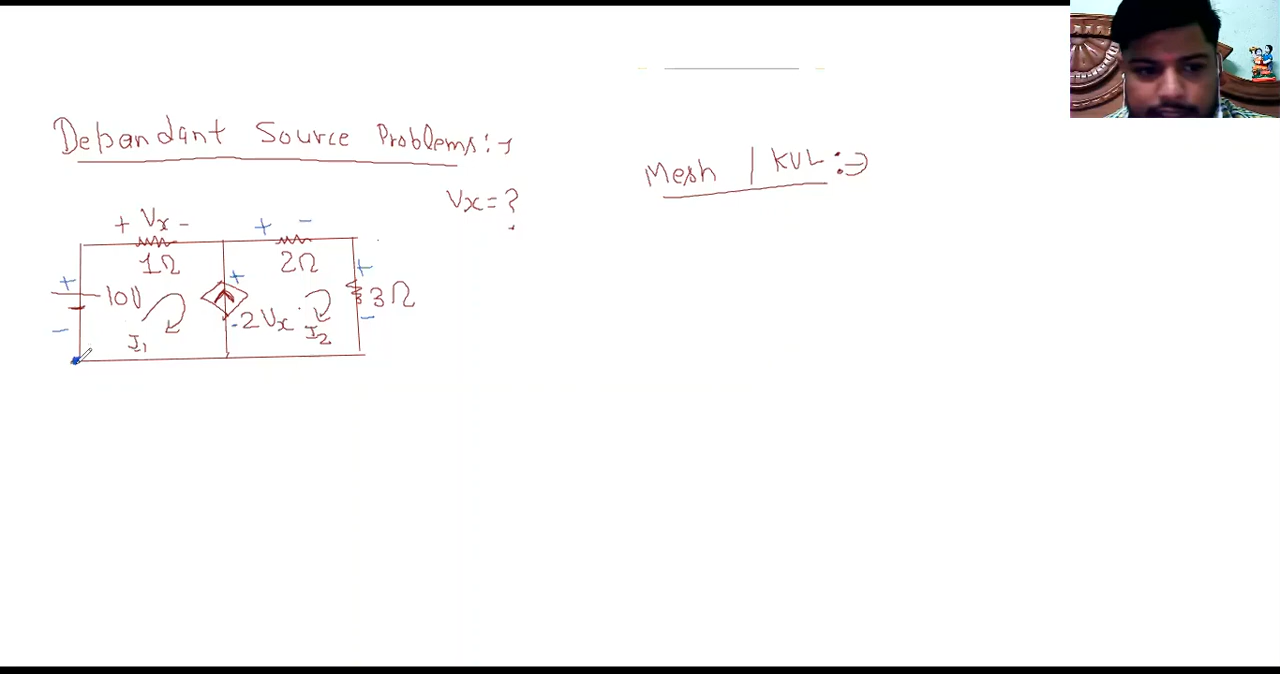 Debandant Source Problems:→
Mesh / KVL :→
Vx = ?
+ Vx - + -
1Ω 2Ω
+ 10V + + 3Ω
- - 2Vx -
I1 I2